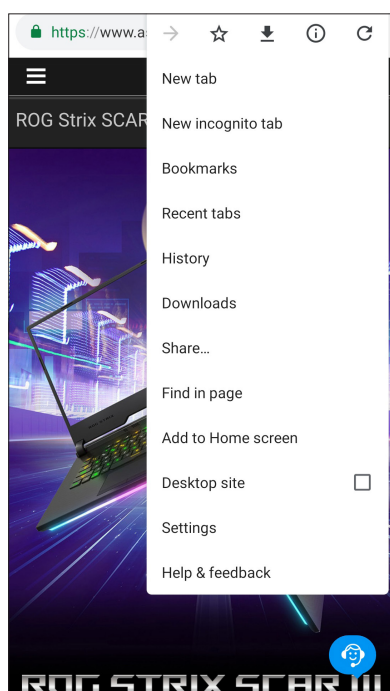 https://www.a
New tab
ROG Strix SCAR
New incognito tab
Bookmarks
Recent tabs
History
Downloads
Share...
Find in page
Add to Home screen
Desktop site
Settings
Help & feedback
ROG STRIX SCAR III